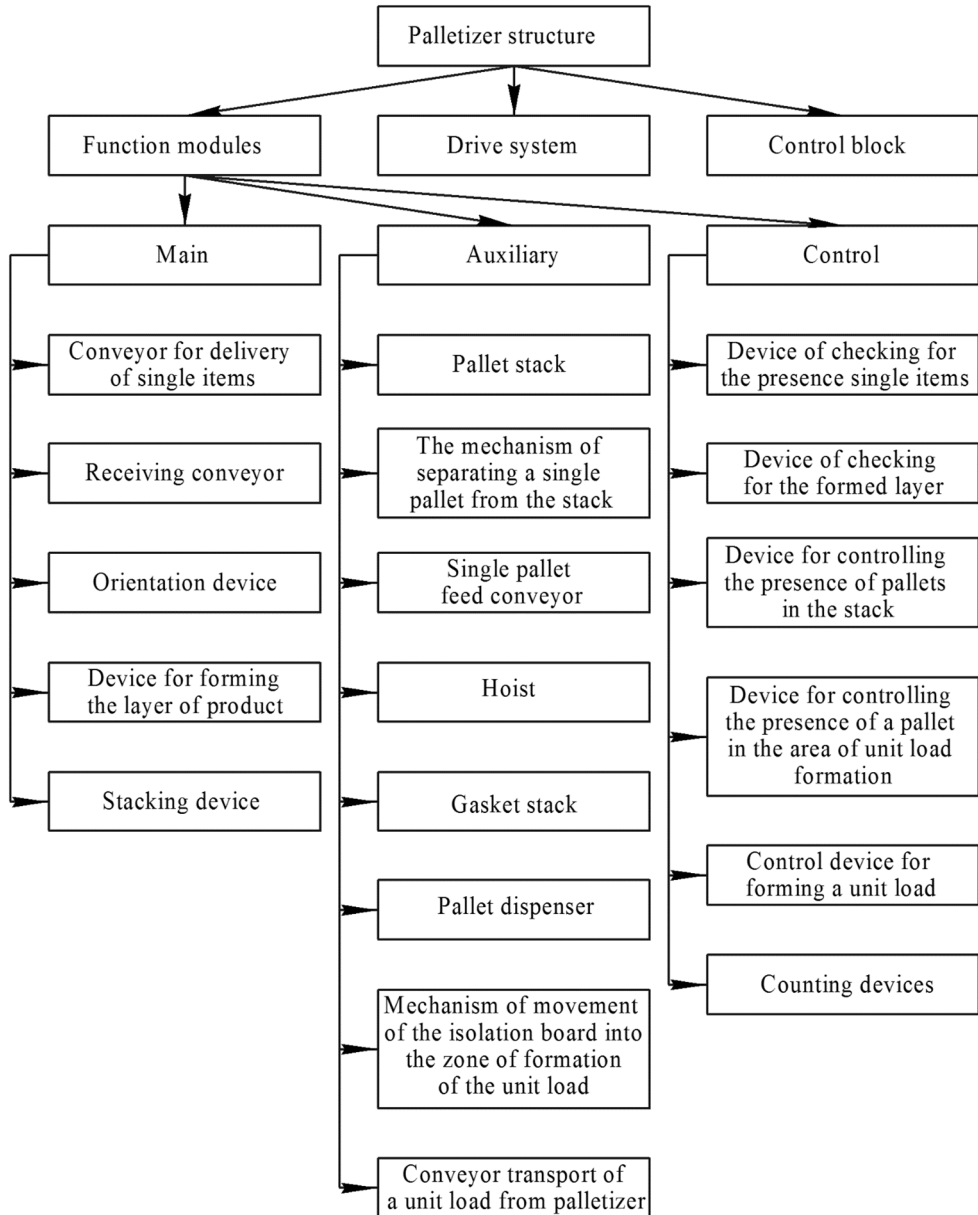 Palletizer structure
Function modules
Drive system
Control block
Main
Auxiliary
Control
Conveyor for delivery
of single items
Receiving conveyor
Orientation device
Device for forming
the layer of product
Stacking device
Pallet stack
The mechanism of
separating a single
pallet from the stack
Single pallet
feed conveyor
Hoist
Gasket stack
Pallet dispenser
Mechanism of movement
of the isolation board into
the zone of formation
of the unit load
Conveyor transport of
a unit load from palletizer
Device of checking for
the presence single items
Device of checking
for the formed layer
Device for controlling
the presence of pallets
in the stack
Device for controlling
the presence of a pallet
in the area of unit load
formation
Control device for
forming a unit load
Counting devices